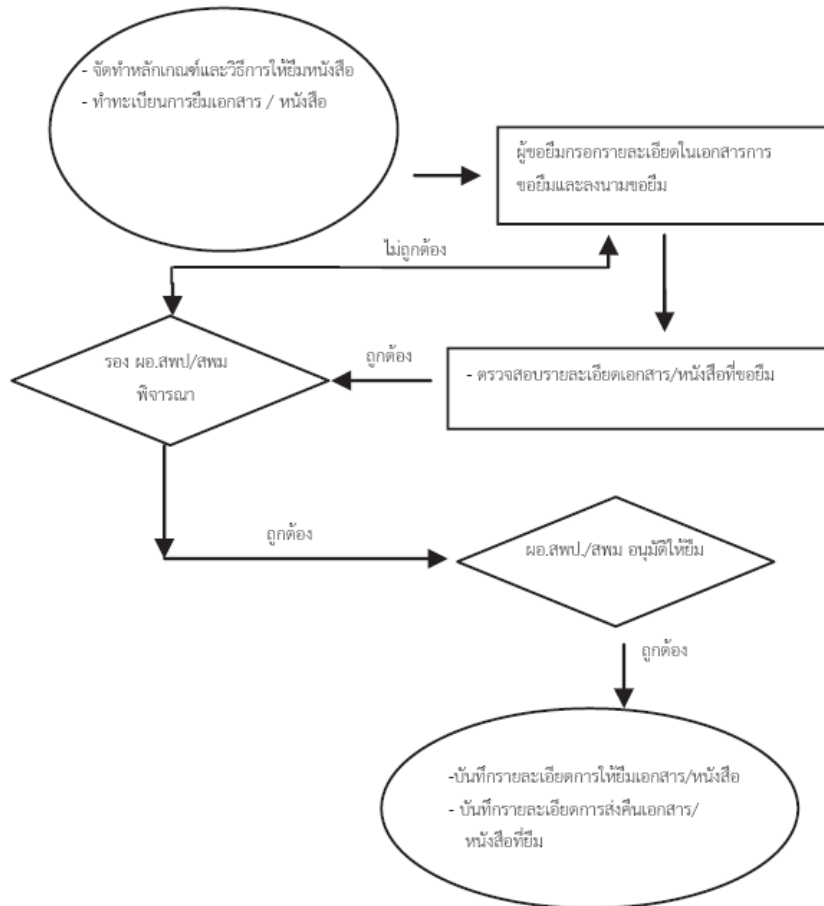 - จัดทำหลักเกณฑ์และวิธีการให้ยืมหนังสือ
- ทำทะเบียนการยืมเอกสาร / หนังสือ
ผู้ขอยืมกรอกรายละเอียดในเอกสารการ
ขอยืมและลงนามขอยืม
ไม่ถูกต้อง
รอง ผอ.สพป/สพม
พิจารณา
ถูกต้อง
- ตรวจสอบรายละเอียดเอกสาร/หนังสือที่ขอยืม
ถูกต้อง
ผอ.สพป./สพม อนุมัติให้ยืม
ถูกต้อง
-บันทึกรายละเอียดการให้ยืมเอกสาร/หนังสือ
- บันทึกรายละเอียดการส่งคืนเอกสาร/
หนังสือที่ยืม